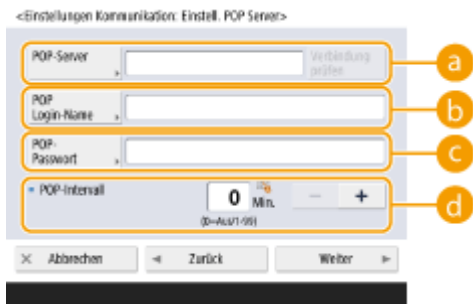 <Einstellungen Kommunikation: Einstell. POP Server>
POP-Server
Verbindung
prüfen
a
POP
Login-Name
b
POP-
Passwort
c
POP-Intervall
0 Min.
− +
(0=Aus/1-99)
d
× Abbrechen
◄ Zurück
Weiter ►